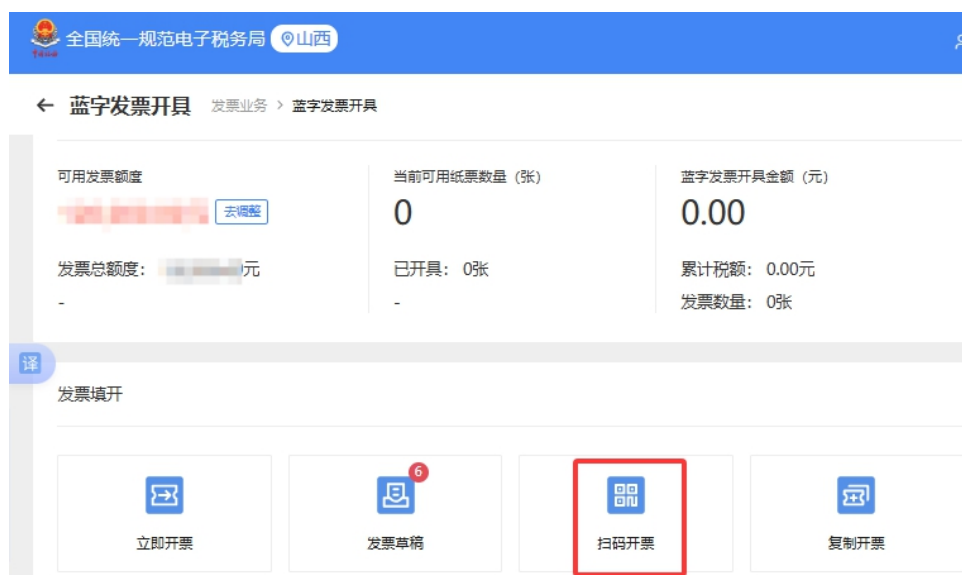 全国统一规范电子税务局 山西
蓝字发票开具 发票业务 > 蓝字发票开具
可用发票额度
去调整
发票总额度： 元
-
当前可用纸票数量（张）
0
已开具： 0张
-
蓝字发票开具金额（元）
0.00
累计税额： 0.00元
发票数量： 0张
译
发票填开
立即开票
6
发票草稿
扫码开票
复制开票